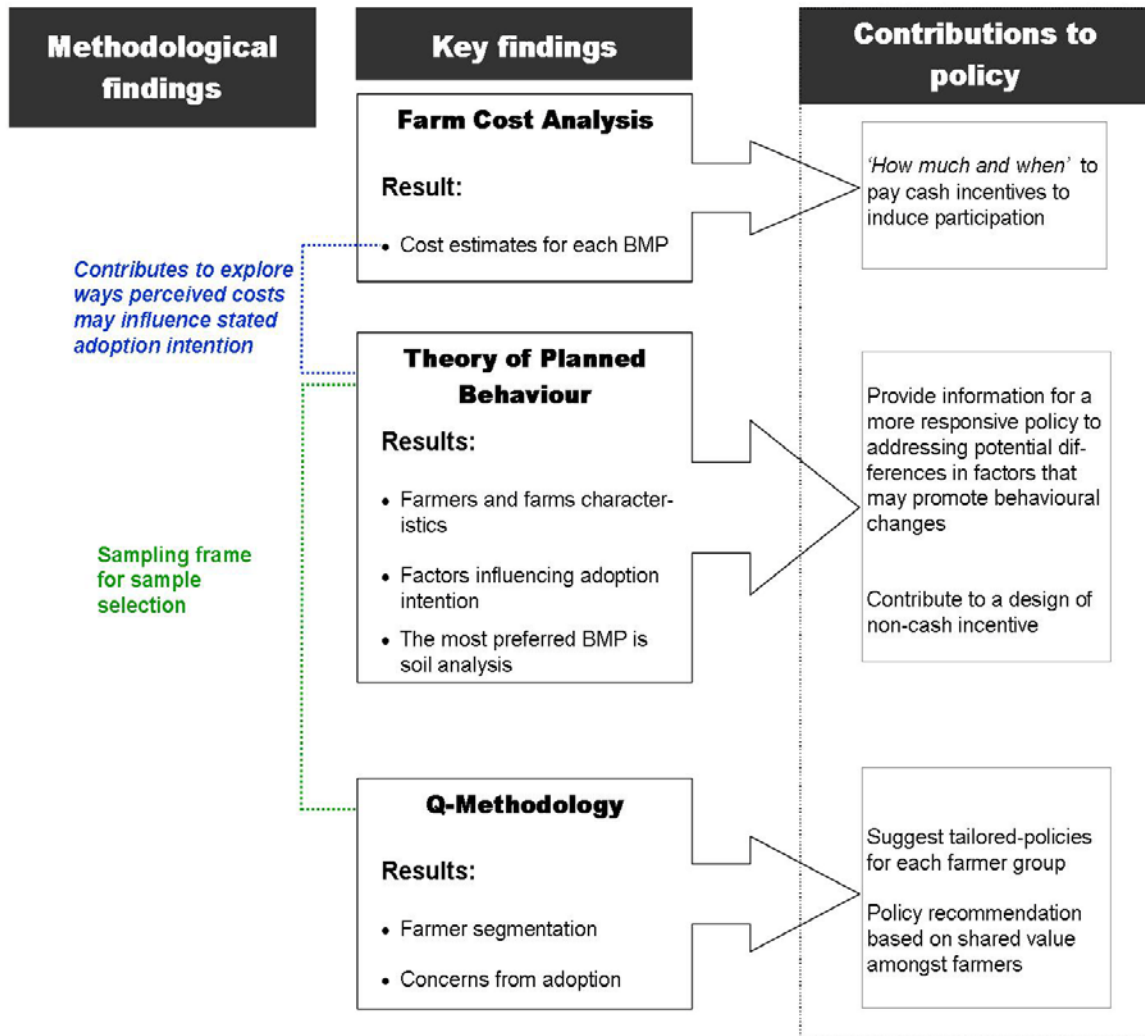 Methodological
findings
Key findings
Contributions to
policy
Farm Cost Analysis
Result:
• Cost estimates for each BMP
'How much and when' to
pay cash incentives to
induce participation
Contributes to explore
ways perceived costs
may influence stated
adoption intention
Theory of Planned
Behaviour
Results:
• Farmers and farms character-
istics
• Factors influencing adoption
intention
• The most preferred BMP is
soil analysis
Provide information for a
more responsive policy to
addressing potential dif-
ferences in factors that
may promote behavioural
changes
Contribute to a design of
non-cash incentive
Sampling frame
for sample
selection
Q-Methodology
Results:
• Farmer segmentation
• Concerns from adoption
Suggest tailored-policies
for each farmer group
Policy recommendation
based on shared value
amongst farmers